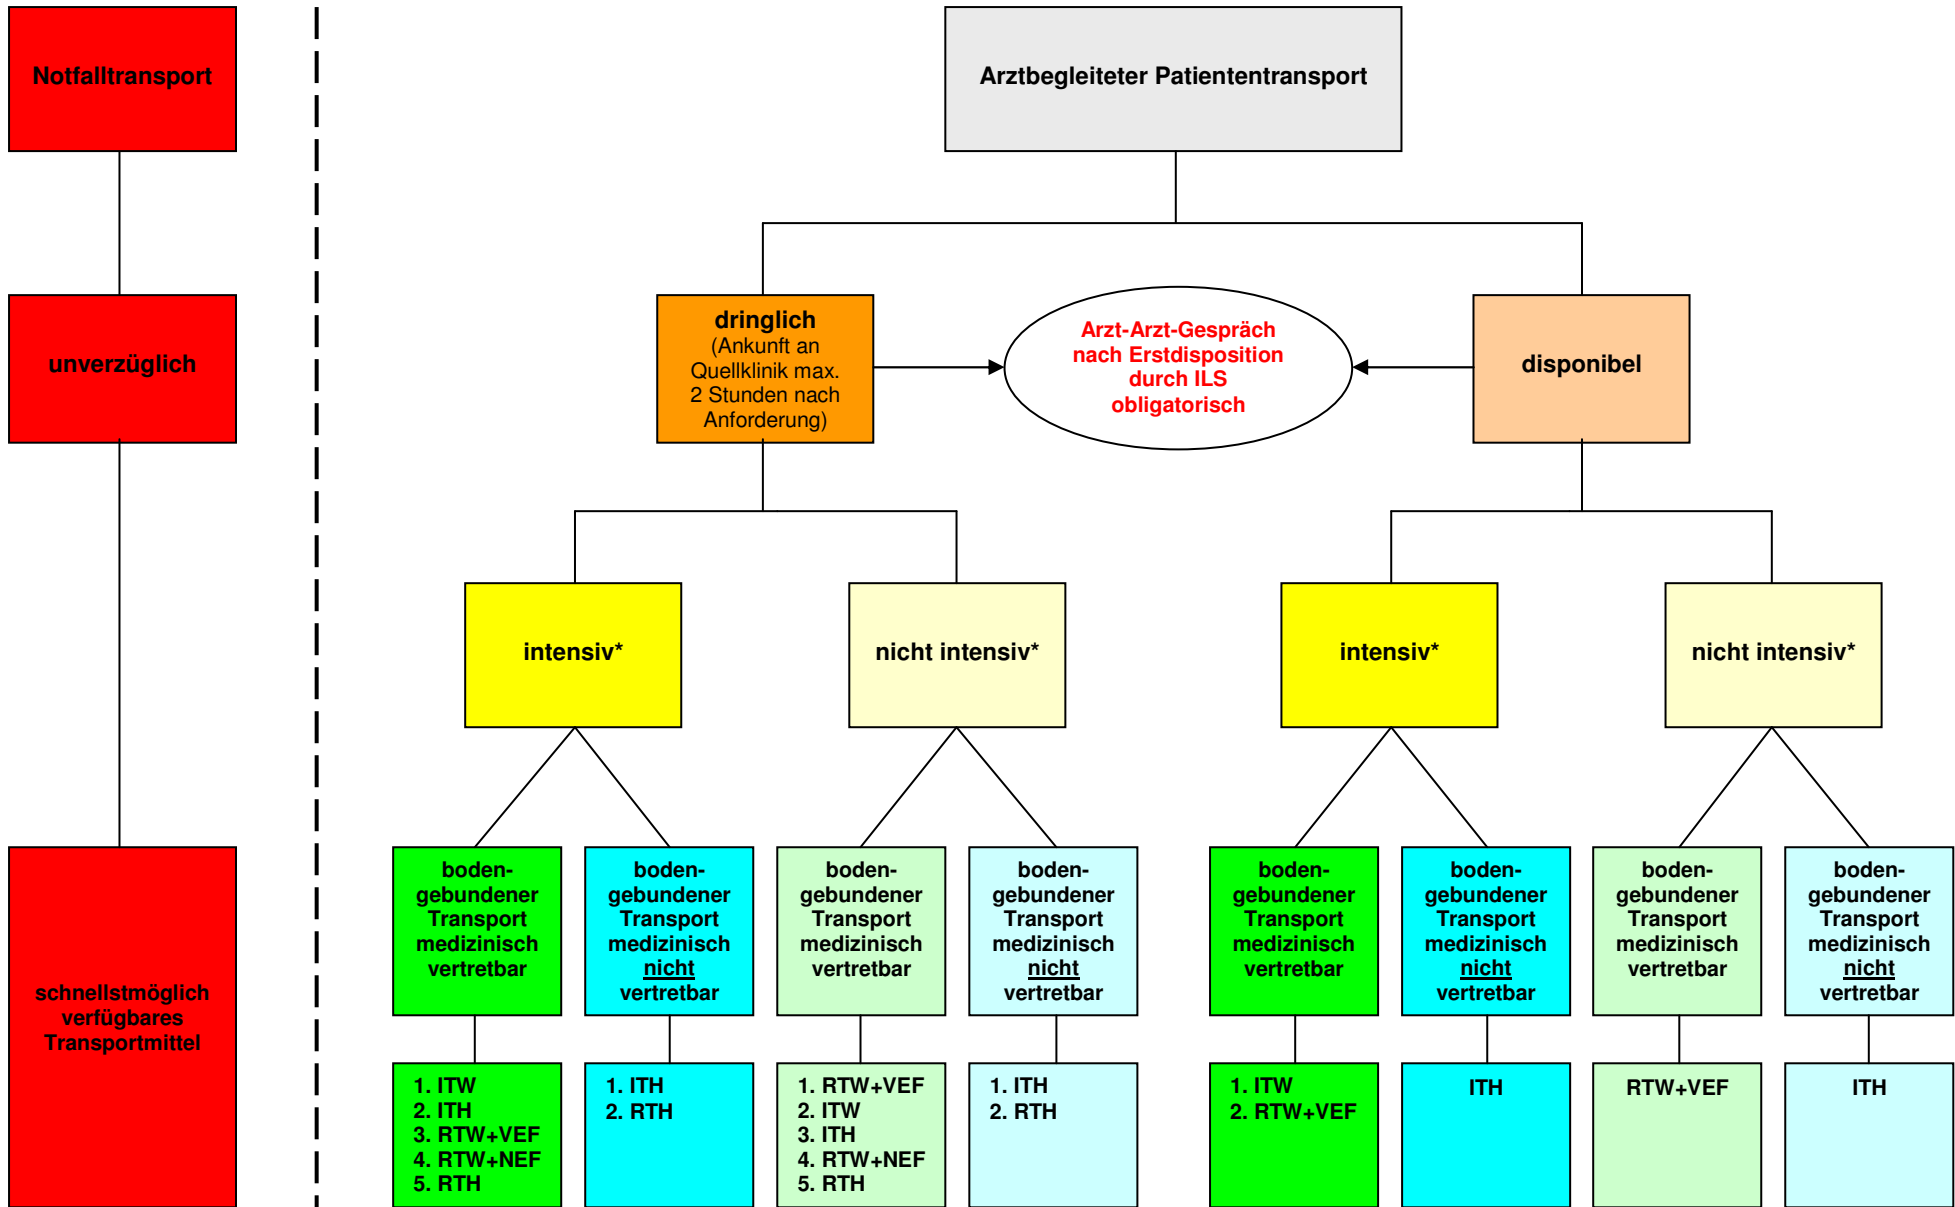 Notfalltransport
Arztbegleiteter Patiententransport
unverzüglich
dringlich
(Ankunft an
Quellklinik max.
2 Stunden nach
Anforderung)
Arzt-Arzt-Gespräch
nach Erstdisposition
durch ILS
obligatorisch
disponibel
intensiv*
nicht intensiv*
intensiv*
nicht intensiv*
schnellstmöglich
verfügbares
Transportmittel
boden-
gebundener
Transport
medizinisch
vertretbar
boden-
gebundener
Transport
medizinisch
nicht
vertretbar
boden-
gebundener
Transport
medizinisch
vertretbar
boden-
gebundener
Transport
medizinisch
nicht
vertretbar
boden-
gebundener
Transport
medizinisch
vertretbar
boden-
gebundener
Transport
medizinisch
nicht
vertretbar
boden-
gebundener
Transport
medizinisch
vertretbar
boden-
gebundener
Transport
medizinisch
nicht
vertretbar
1. ITW
2. ITH
3. RTW+VEF
4. RTW+NEF
5. RTH
1. ITH
2. RTH
1. RTW+VEF
2. ITW
3. ITH
4. RTW+NEF
5. RTH
1. ITH
2. RTH
1. ITW
2. RTW+VEF
ITH
RTW+VEF
ITH